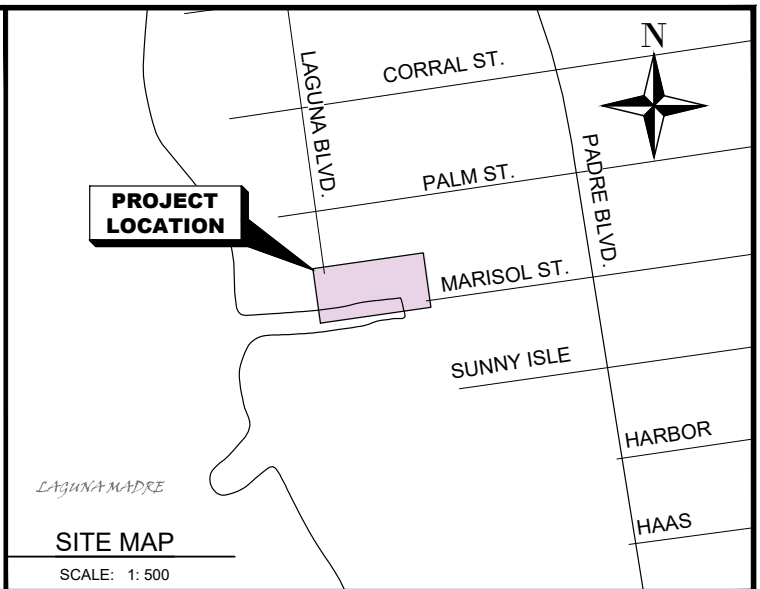 N
LAGUNA BLVD.
CORRAL ST.
PALM ST.
PADRE BLVD.
PROJECT
LOCATION
MARISOL ST.
SUNNY ISLE
HARBOR
HAAS
LAGUNA MADRE
SITE MAP
SCALE: 1: 500